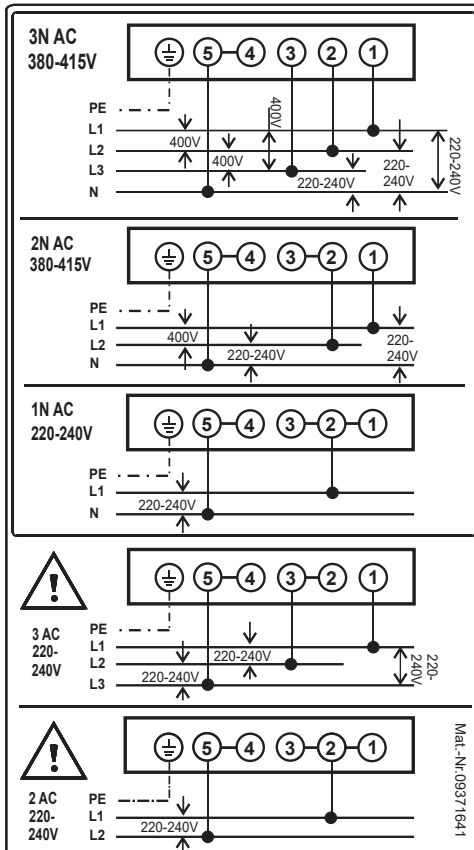 3N AC
380-415V
5 4 3 2 1
PE
L1
L2
L3
N
400V
400V
400V
220-240V
220-
240V
220-240V
2N AC
380-415V
5 4 3 2 1
PE
L1
L2
N
400V
220-240V
220-
240V
1N AC
220-240V
5 4 3 2 1
PE
L1
N
220-240V
!
3 AC
220-
240V
5 4 3 2 1
PE
L1
L2
L3
220-240V
220-240V
220-
240V
!
2 AC
220-
240V
5 4 3 2 1
PE
L1
L2
220-240V
Mat.-Nr.09371641